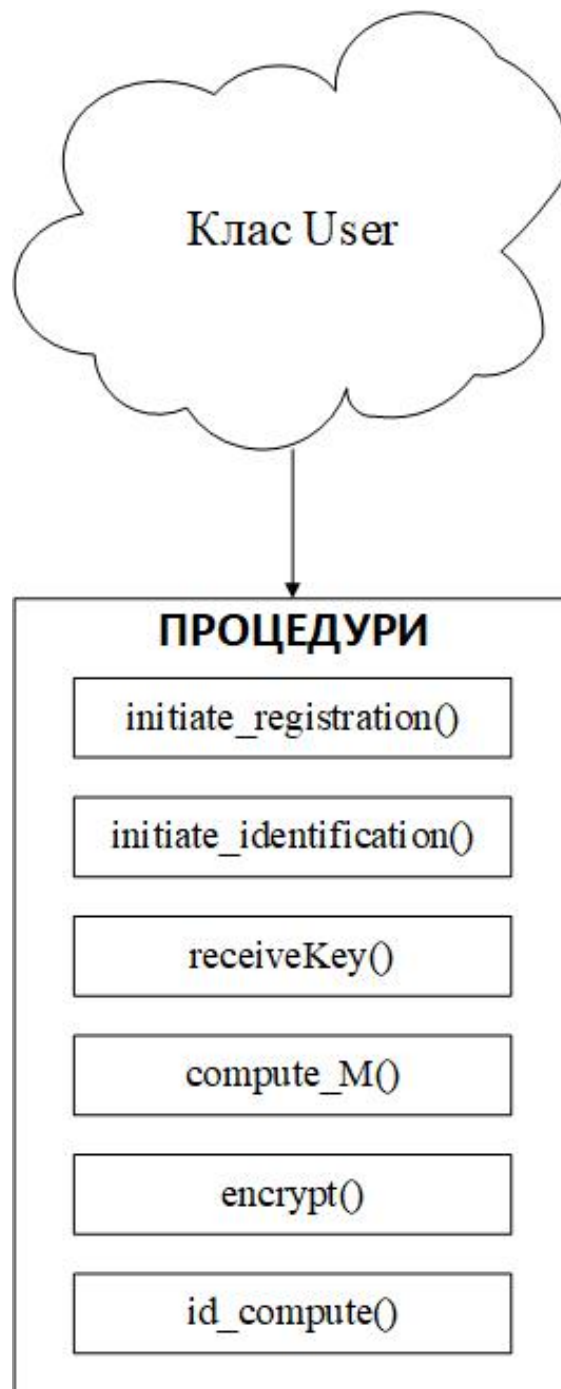 Клас User
ПРОЦЕДУРИ
initiate_registration()
initiate_identification()
receiveKey()
compute_M()
encrypt()
id_compute()